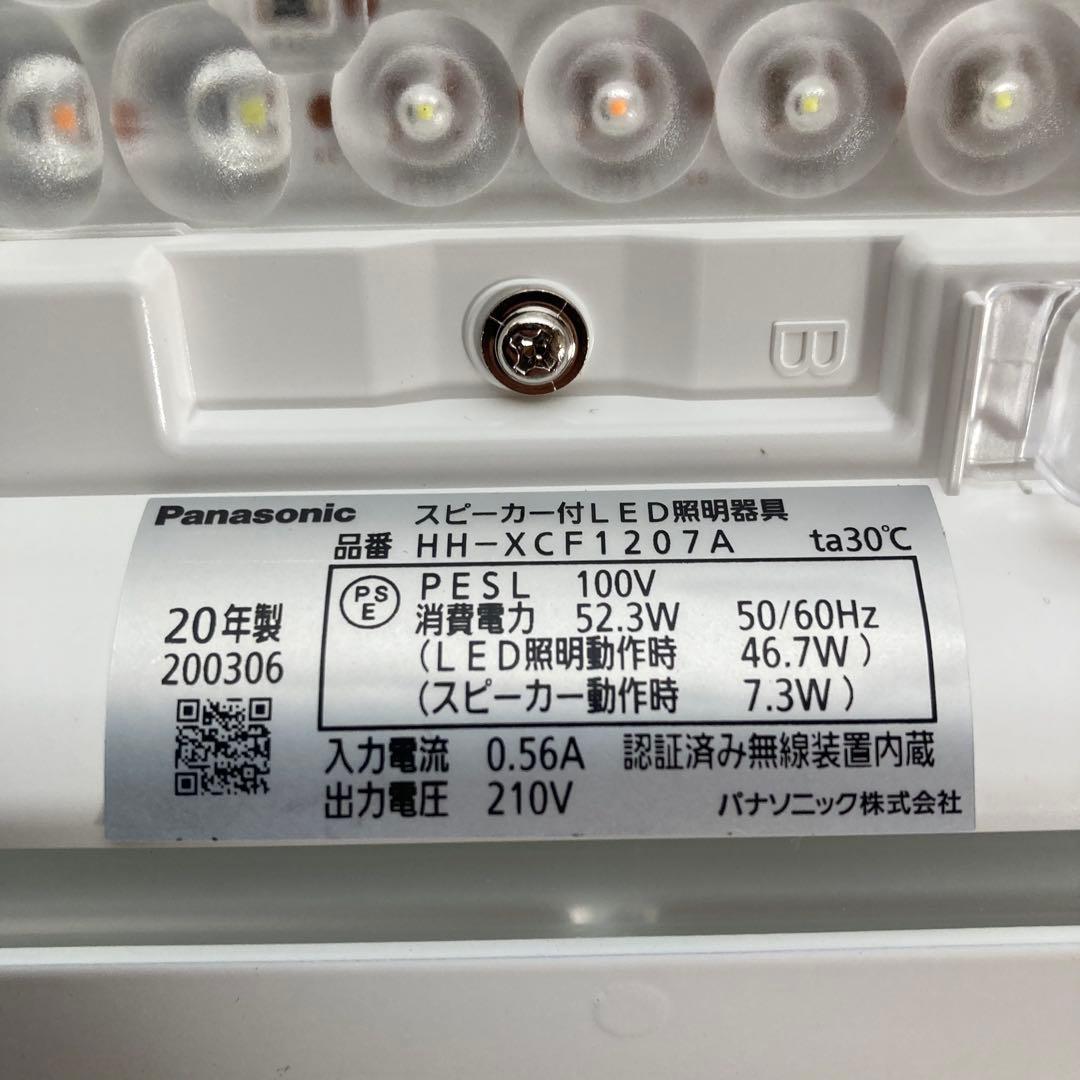 B
Panasonic スピーカー付LED照明器具
品番 HH-XCF1207A ta30℃
20年製
200306
PSE PESL 100V
消費電力 52.3W 50/60Hz
(LED照明動作時 46.7W)
(スピーカー動作時 7.3W)
入力電流 0.56A 認証済み無線装置内蔵
出力電圧 210V パナソニック株式会社